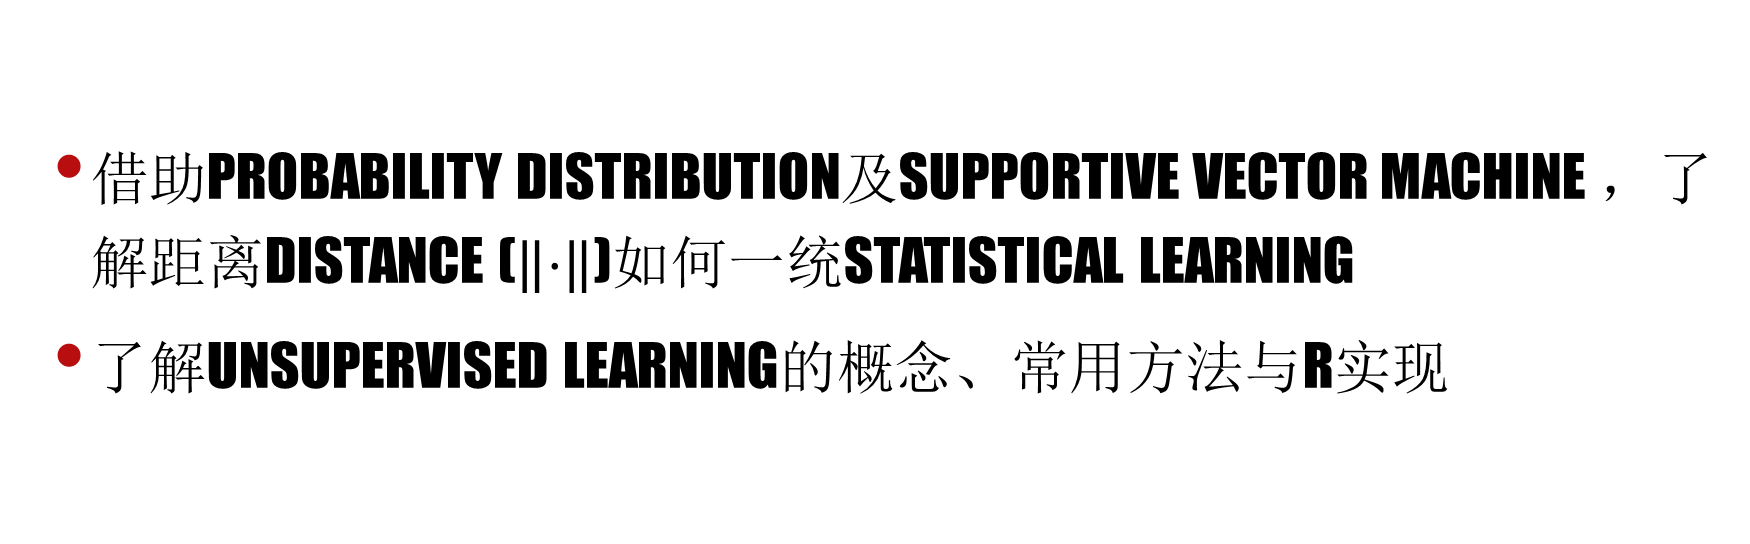 • 借助PROBABILITY DISTRIBUTION及SUPPORTIVE VECTOR MACHINE，了
解距离DISTANCE (‖·‖)如何一统STATISTICAL LEARNING
• 了解UNSUPERVISED LEARNING的概念、常用方法与R实现